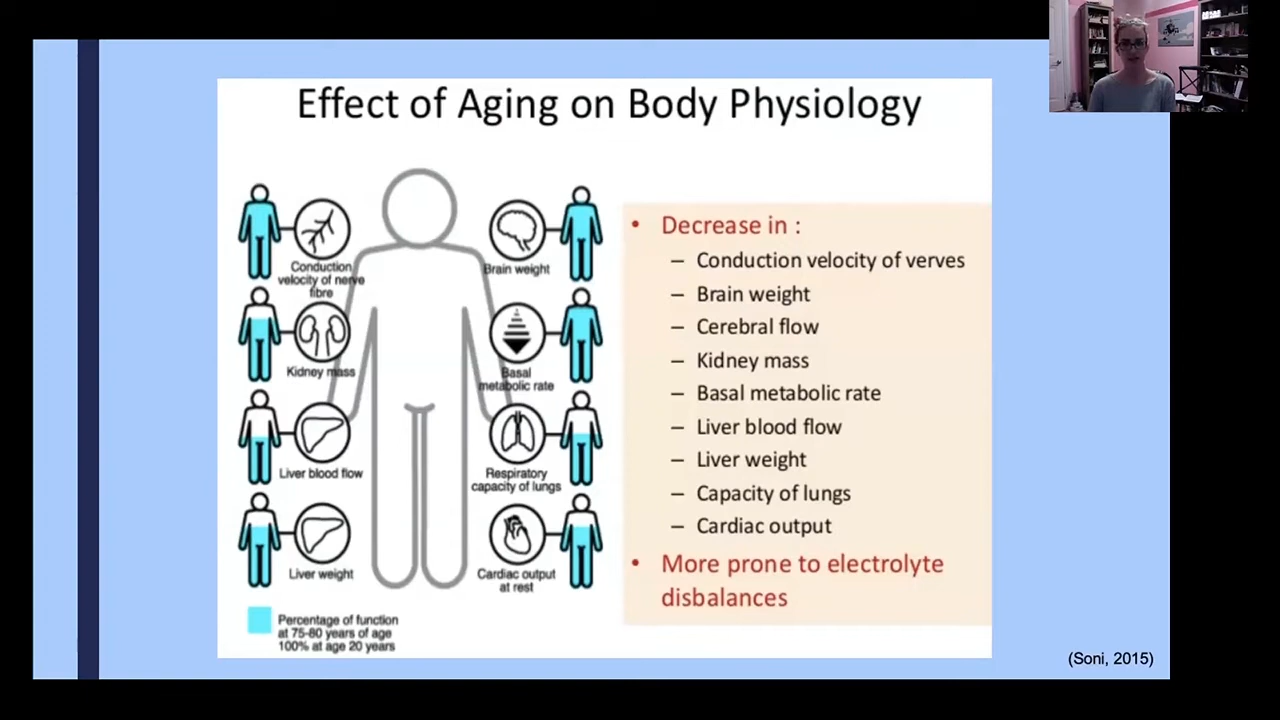 Effect of Aging on Body Physiology
Conduction
velocity of nerve
fibre
Kidney mass
Liver blood flow
Liver weight
Brain weight
Basal
metabolic rate
Respiratory
capacity of lungs
Cardiac output
at rest
Percentage of function
at 75-80 years of age
100% at age 20 years
• Decrease in :
– Conduction velocity of verves
– Brain weight
– Cerebral flow
– Kidney mass
– Basal metabolic rate
– Liver blood flow
– Liver weight
– Capacity of lungs
– Cardiac output
• More prone to electrolyte
disbalances
(Soni, 2015)